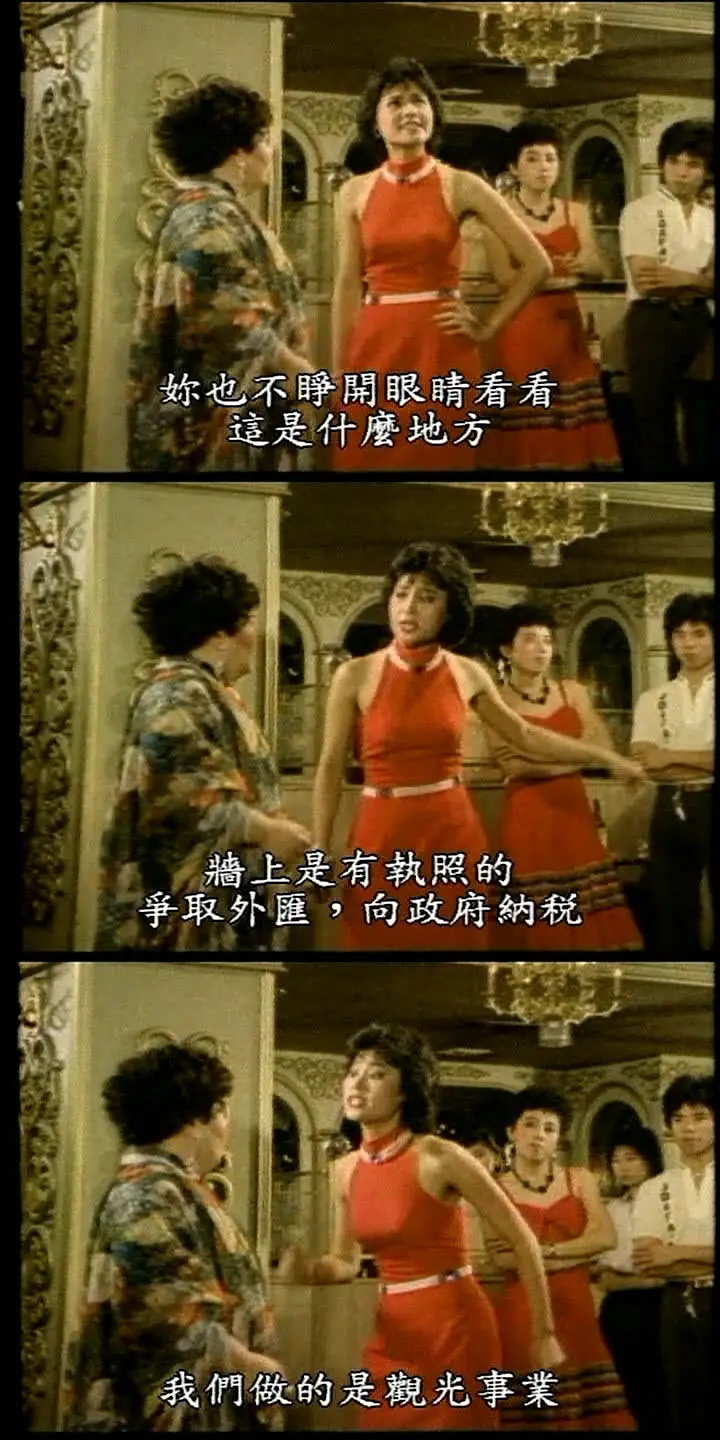 妳也不睜開眼睛看看
這是什麼地方
牆上是有執照的
爭取外匯，向政府納稅
我們做的是觀光事業